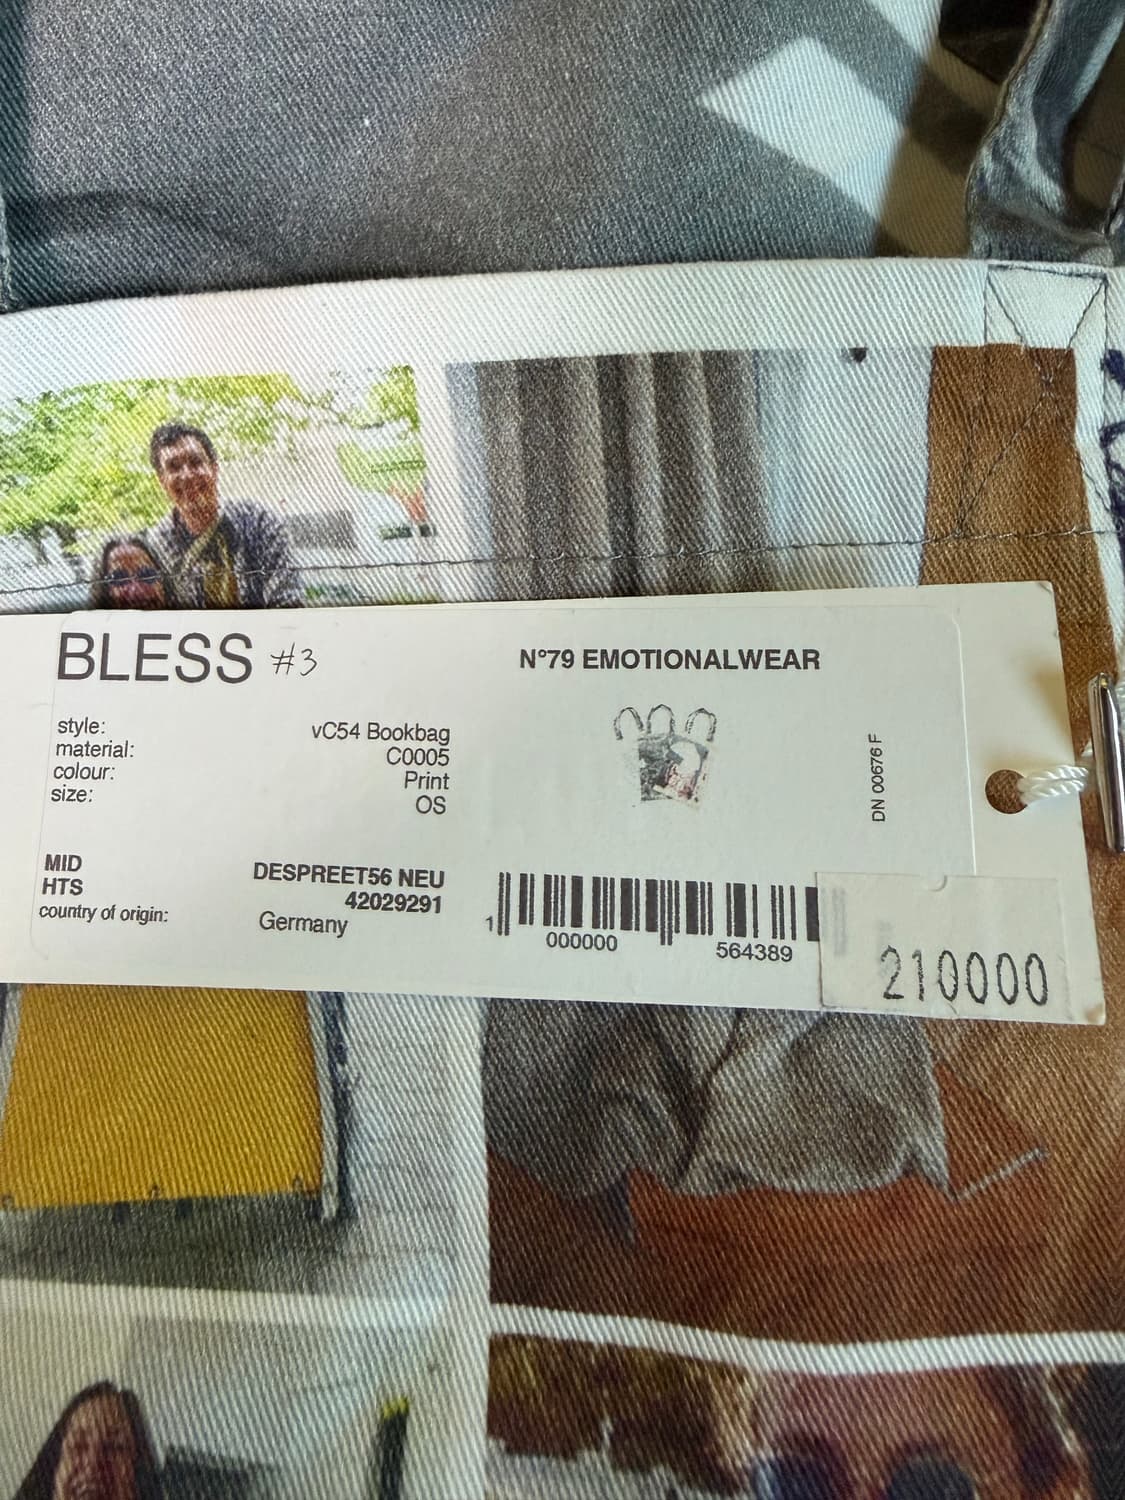 BLESS #3
N°79 EMOTIONALWEAR
style: vC54 Bookbag
material: C0005
colour: Print
size: OS
DN 00676 F
MID DESPREET56 NEU
HTS 42029291
country of origin: Germany
1 000000 564389
210000